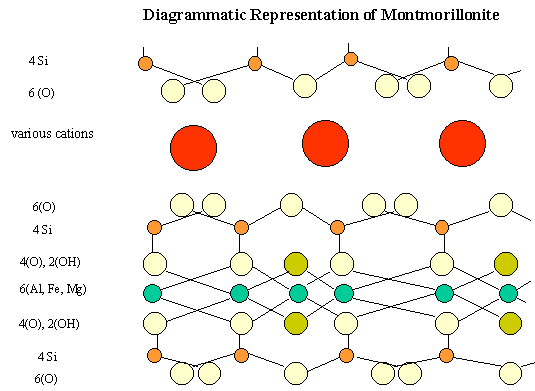 Diagrammatic Representation of Montmorillonite
4 Si
6 (O)
various cations
6(O)
4 Si
4(O), 2(OH)
6(Al, Fe, Mg)
4(O), 2(OH)
4 Si
6(O)